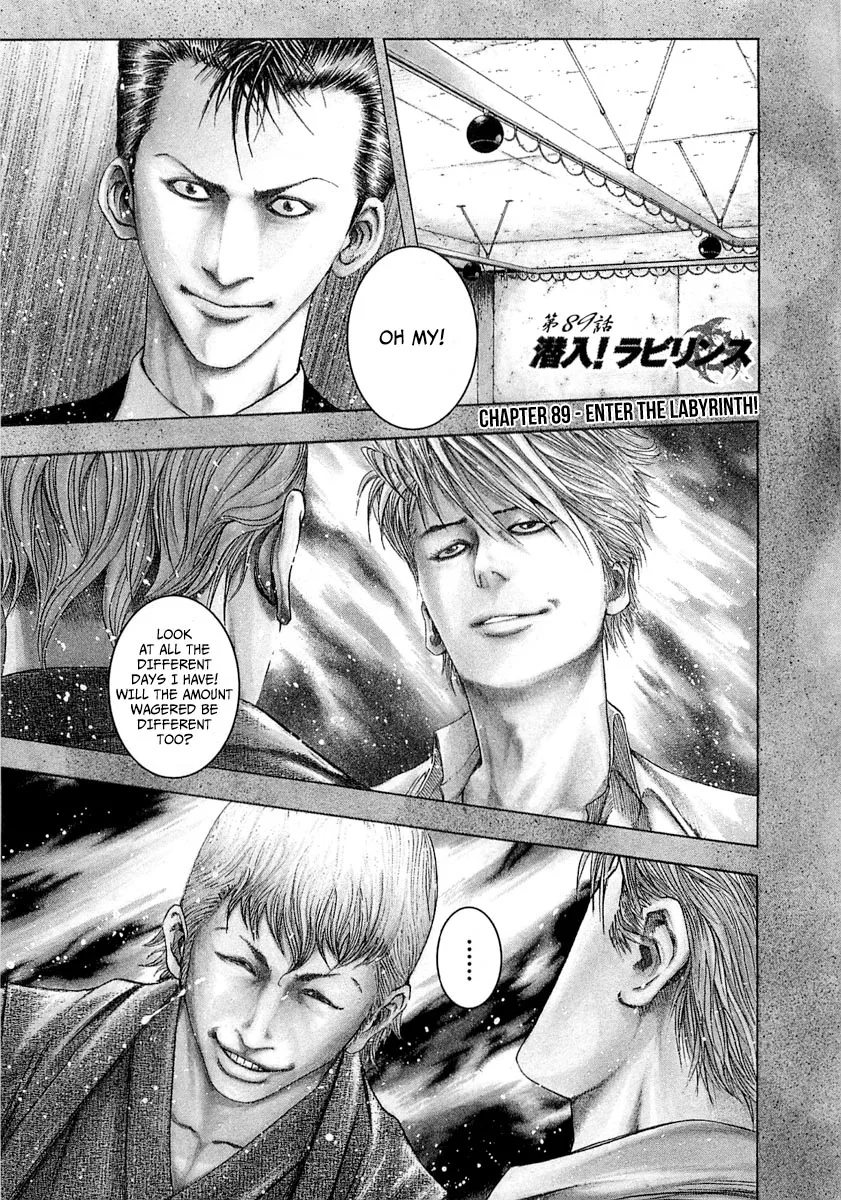 第89話
潜入!ラビリンス
CHAPTER 89 - ENTER THE LABYRINTH!
OH MY!
LOOK
AT ALL THE
DIFFERENT
DAYS I HAVE!
WILL THE AMOUNT
WAGERED BE
DIFFERENT
TOO?
......